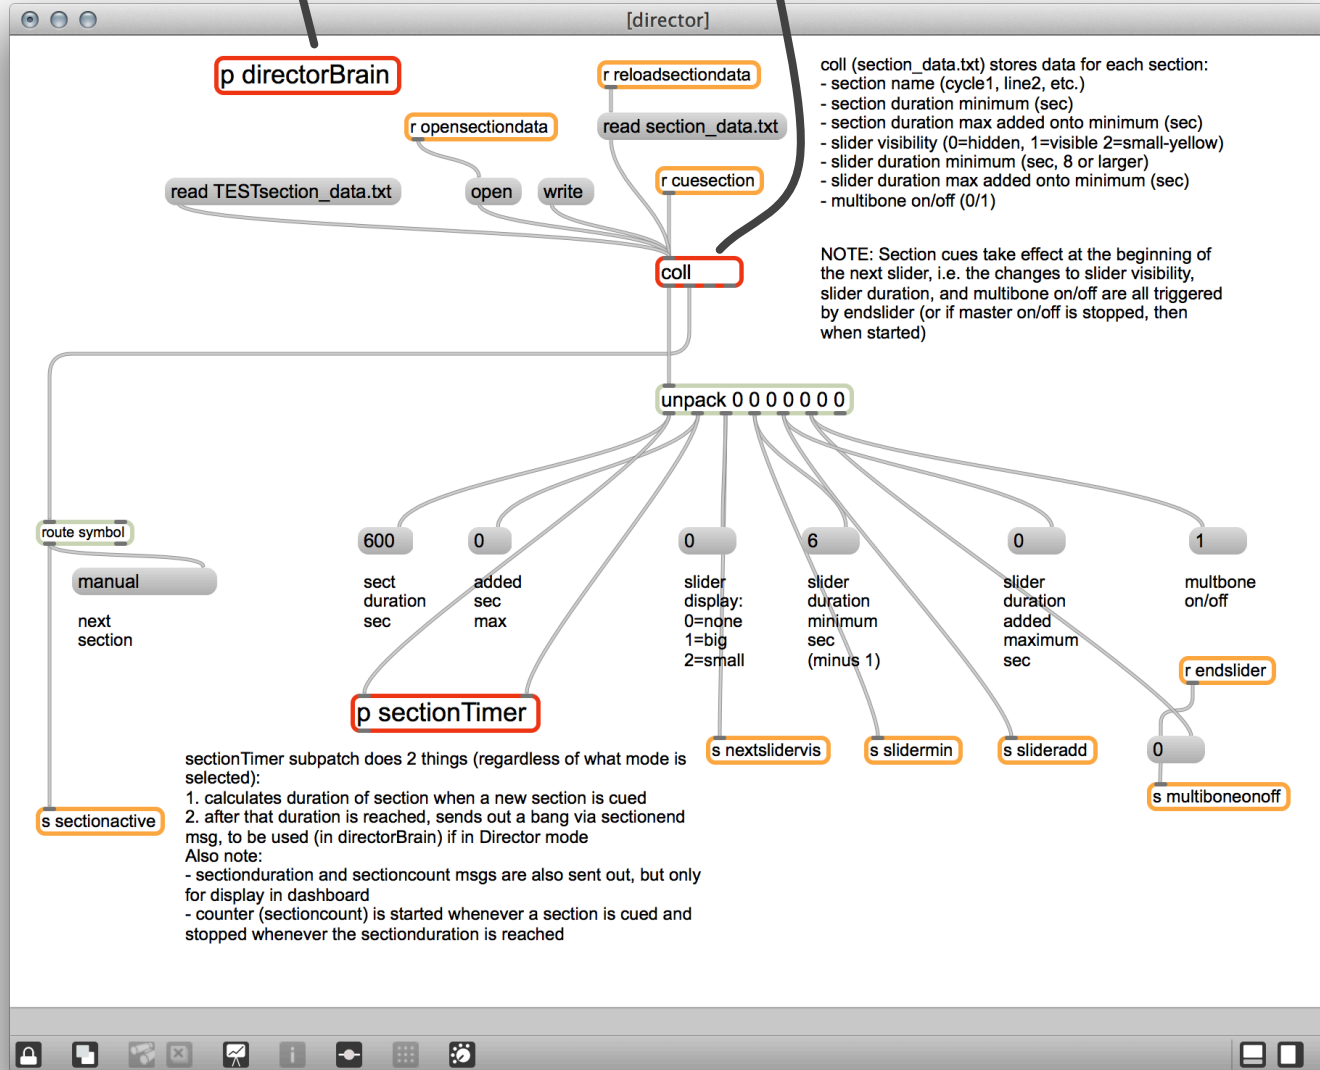 [director]
p directorBrain
r reloadsectiondata
r opensectiondata
read section_data.txt
r cuesection
read TESTsection_data.txt
open
write
coll
coll (section_data.txt) stores data for each section:
- section name (cycle1, line2, etc.)
- section duration minimum (sec)
- section duration max added onto minimum (sec)
- slider visibility (0=hidden, 1=visible 2=small-yellow)
- slider duration minimum (sec, 8 or larger)
- slider duration max added onto minimum (sec)
- multibone on/off (0/1)
NOTE: Section cues take effect at the beginning of
the next slider, i.e. the changes to slider visibility,
slider duration, and multibone on/off are all triggered
by endslider (or if master on/off is stopped, then
when started)
unpack 0 0 0 0 0 0 0
route symbol
manual
next
section
600
sect
duration
sec
0
added
sec
max
0
slider
display:
0=none
1=big
2=small
6
slider
duration
minimum
sec
(minus 1)
0
slider
duration
added
maximum
sec
1
multbone
on/off
r endslider
p sectionTimer
s nextslidervis
s slidermin
s slideradd
0
s multiboneonoff
s sectionactive
sectionTimer subpatch does 2 things (regardless of what mode is
selected):
1. calculates duration of section when a new section is cued
2. after that duration is reached, sends out a bang via sectionend
msg, to be used (in directorBrain) if in Director mode
Also note:
- sectionduration and sectioncount msgs are also sent out, but only
for display in dashboard
- counter (sectioncount) is started whenever a section is cued and
stopped whenever the sectionduration is reached